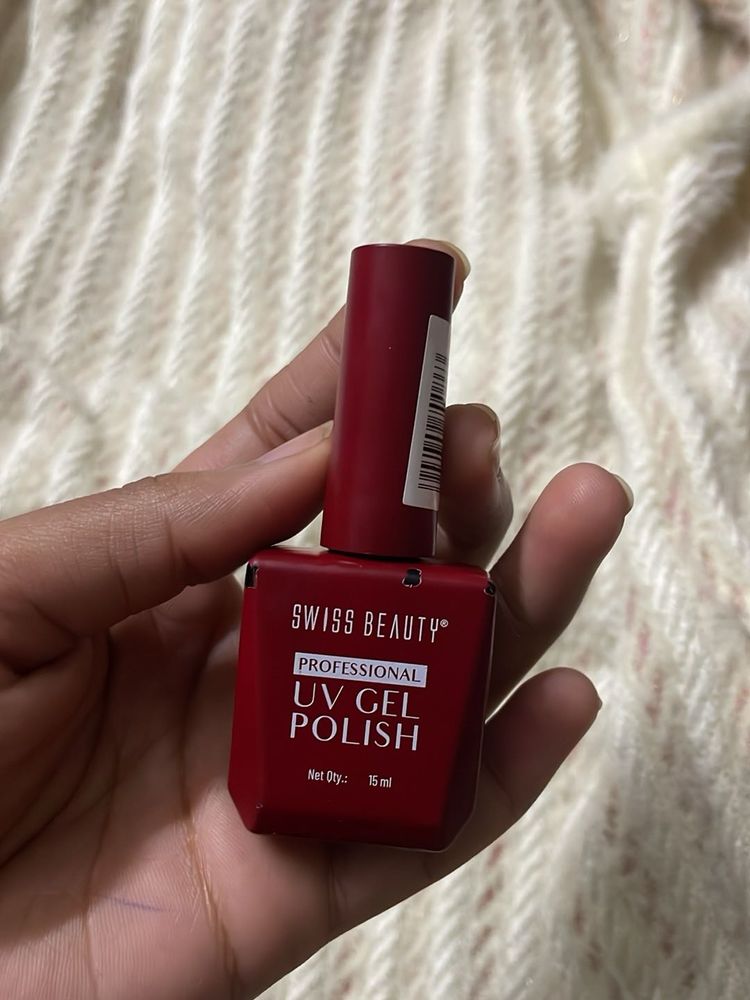 SWISS BEAUTY®
PROFESSIONAL
UV GEL
POLISH
Net Qty.: 15 ml